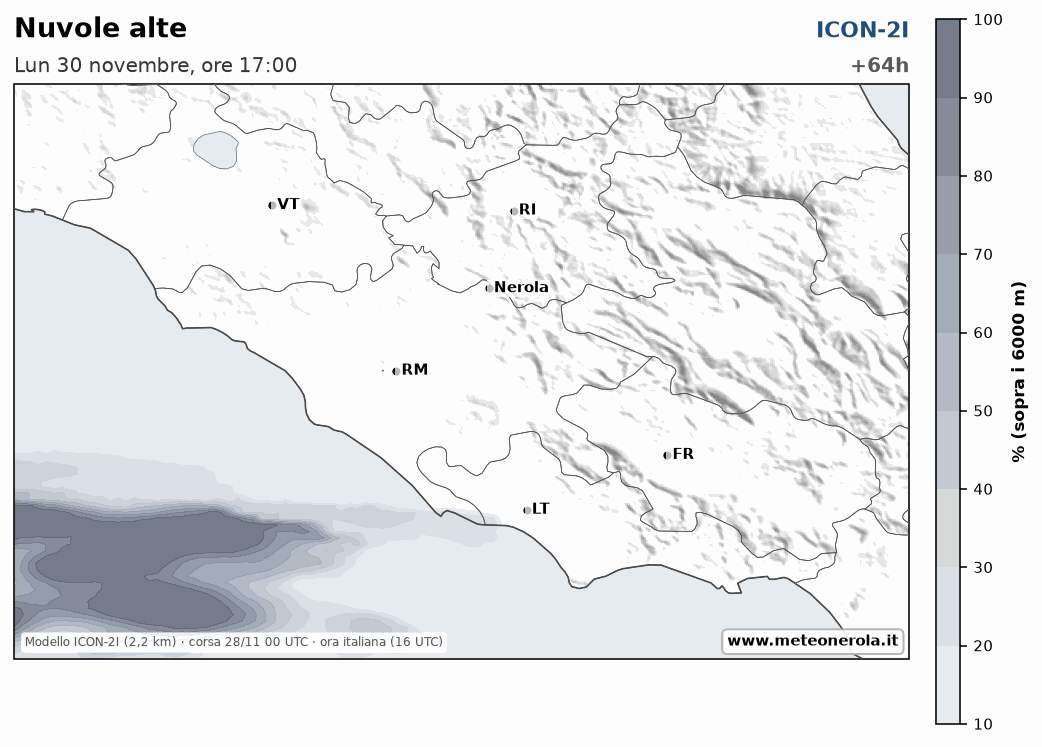 Nuvole alte
ICON-2I
Lun 30 novembre, ore 17:00
+64h
100
90
80
70
60
50
40
30
20
10
% (sopra i 6000 m)
VT
RI
Nerola
RM
FR
LT
Modello ICON-2I (2,2 km) · corsa 28/11 00 UTC · ora italiana (16 UTC)
www.meteonerola.it